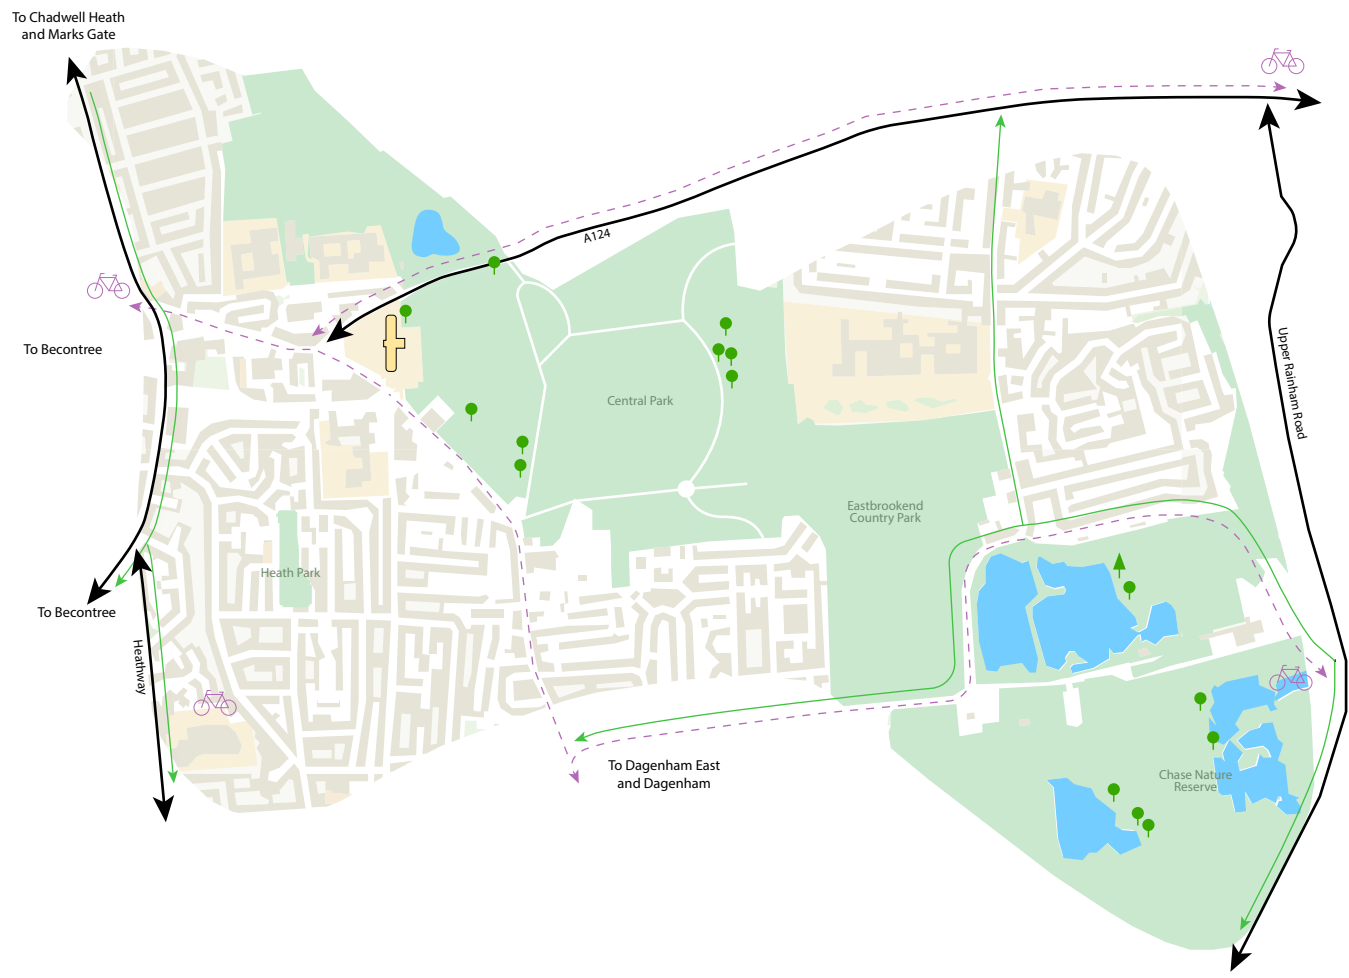 To Chadwell Heath
and Marks Gate
A124
To Becontree
Upper Rainham Road
Central Park
Eastbrookend
Country Park
Heath Park
To Becontree
Heathway
To Dagenham East
and Dagenham
Chase Nature
Reserve